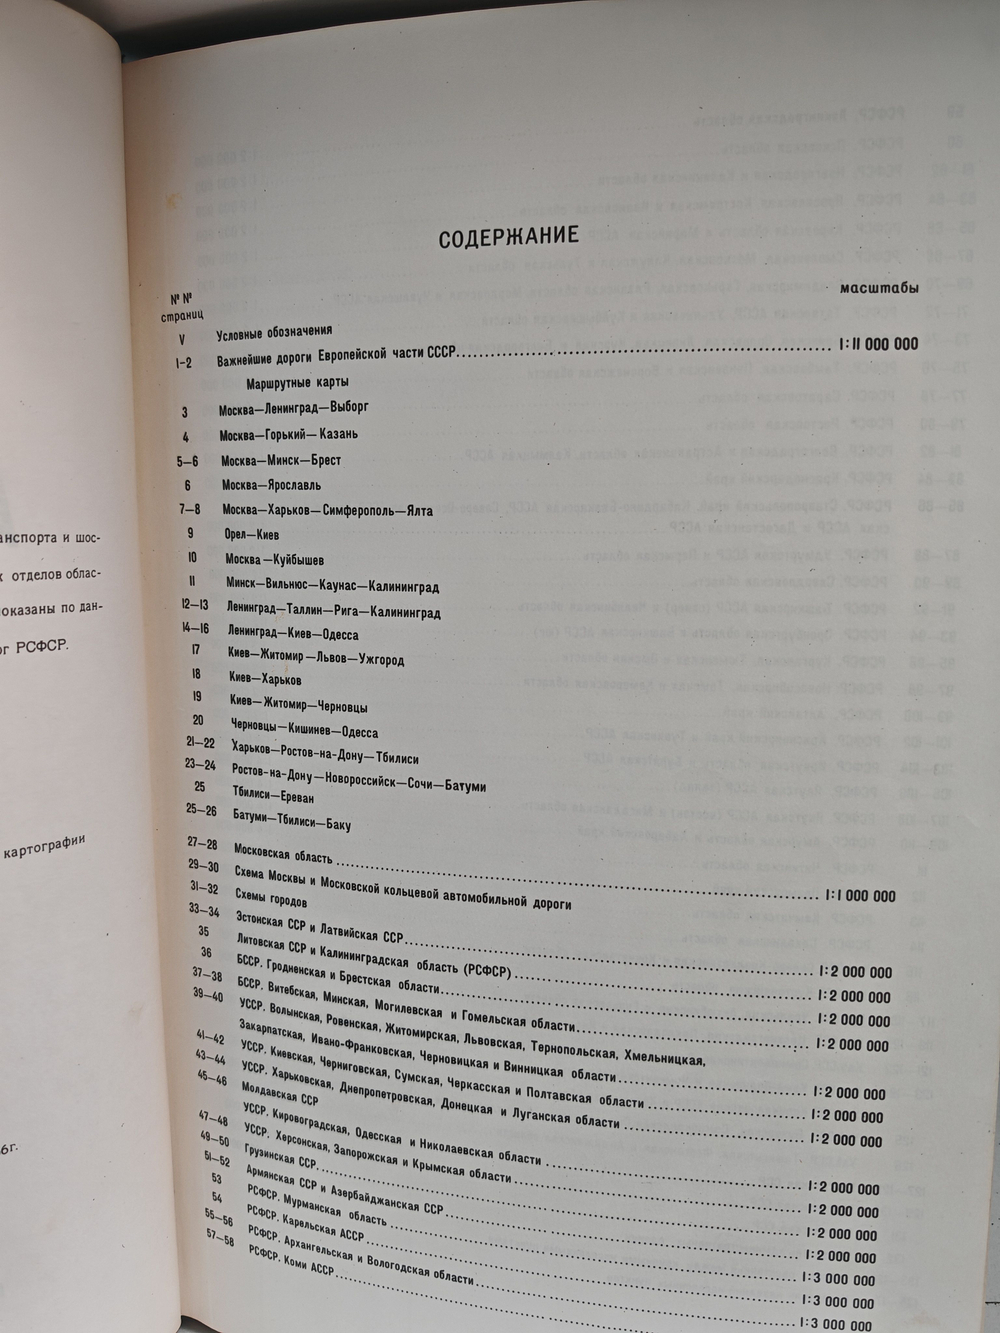 анспорта и шос-
х отделов облас-
оказаны по дан-
ог РСФСР.
картографии
6г.
СОДЕРЖАНИЕ
№ №
страниц
масштабы
V Условные обозначения
1—2 Важнейшие дороги Европейской части СССР 1:11 000 000
Маршрутные карты
3 Москва—Ленинград—Выборг
4 Москва—Горький—Казань
5—6 Москва—Минск—Брест
6 Москва—Ярославль
7—8 Москва—Харьков—Симферополь—Ялта
9 Орел—Киев
10 Москва—Куйбышев
11 Минск—Вильнюс—Каунас—Калининград
12—13 Ленинград—Таллин—Рига—Калининград
14—16 Ленинград—Киев—Одесса
17 Киев—Житомир—Львов—Ужгород
18 Киев—Харьков
19 Киев—Житомир—Черновцы
20 Черновцы—Кишинев—Одесса
21—22 Харьков—Ростов-на-Дону—Тбилиси
23—24 Ростов-на-Дону—Новороссийск—Сочи—Батуми
25 Тбилиси—Ереван
25—26 Батуми—Тбилиси—Баку
27—28 Московская область 1:1 000 000
29—30 Схема Москвы и Московской кольцевой автомобильной дороги
31—32 Схемы городов
33—34 Эстонская ССР и Латвийская ССР 1:2 000 000
35 Литовская ССР и Калининградская область (РСФСР) 1:2 000 000
36 БССР. Гродненская и Брестская области 1:2 000 000
37—38 БССР. Витебская, Минская, Могилевская и Гомельская области 1:2 000 000
39—40 УССР. Волынская, Ровенская, Житомирская, Львовская, Тернопольская, Хмельницкая,
Закарпатская, Ивано-Франковская, Черновицкая и Винницкая области 1:2 000 000
41—42 УССР. Киевская, Черниговская, Сумская, Черкасская и Полтавская области 1:2 000 000
43—44 УССР. Харьковская, Днепропетровская, Донецкая и Луганская области 1:2 000 000
45—46 Молдавская ССР
УССР. Кировоградская, Одесская и Николаевская области 1:2 000 000
47—48 УССР. Херсонская, Запорожская и Крымская области 1:2 000 000
49—50 Грузинская ССР. 1:2 000 000
51—52 Армянская ССР и Азербайджанская ССР 1:2 000 000
53 РСФСР. Мурманская область 1:3 000 000
54 РСФСР. Карельская АССР 1:3 000 000
55—56 РСФСР. Архангельская и Вологодская области 1:3 000 000
57—58 РСФСР. Коми АССР